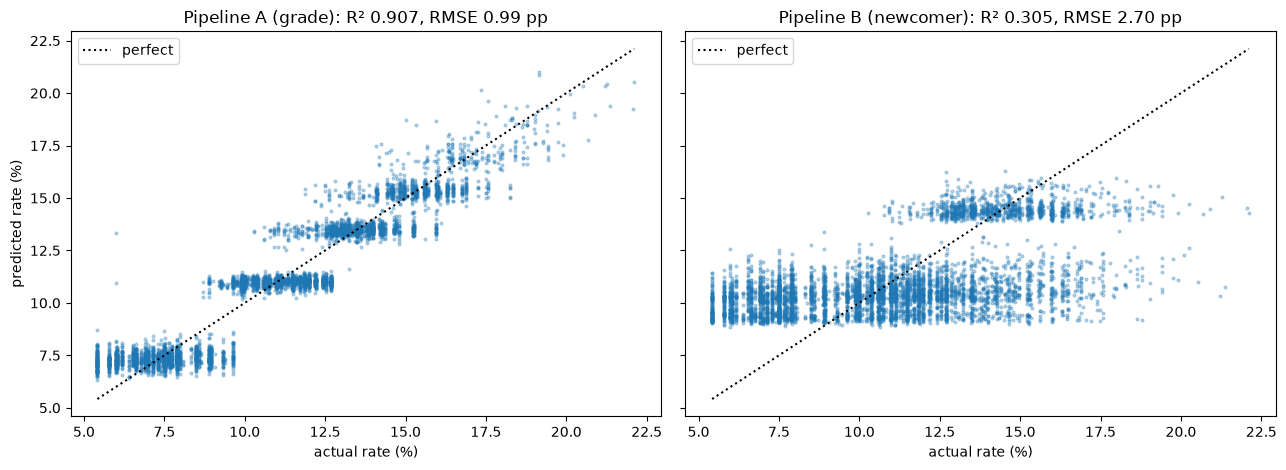 Pipeline A (grade): R² 0.907, RMSE 0.99 pp
Pipeline B (newcomer): R² 0.305, RMSE 2.70 pp
perfect
perfect
22.5
20.0
17.5
15.0
12.5
10.0
7.5
5.0
predicted rate (%)
5.0 7.5 10.0 12.5 15.0 17.5 20.0 22.5
5.0 7.5 10.0 12.5 15.0 17.5 20.0 22.5
actual rate (%)
actual rate (%)